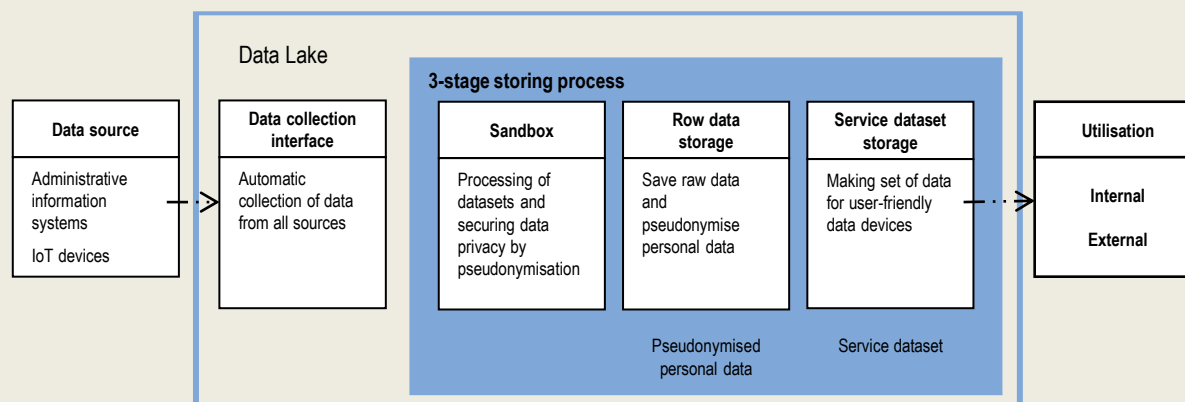 Data Lake
3-stage storing process
Data source
Administrative
information
systems
IoT devices
Data collection
interface
Automatic
collection of data
from all sources
Sandbox
Processing of
datasets and
securing data
privacy by
pseudonymisation
Row data
storage
Save raw data
and
pseudonymise
personal data
Service dataset
storage
Making set of data
for user-friendly
data devices
Utilisation
Internal
External
Pseudonymised
personal data
Service dataset